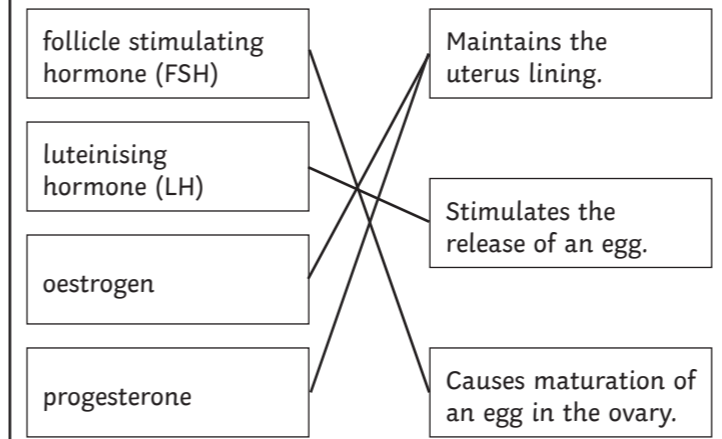 follicle stimulating
hormone (FSH)
luteinising
hormone (LH)
oestrogen
progesterone
Maintains the
uterus lining.
Stimulates the
release of an egg.
Causes maturation of
an egg in the ovary.